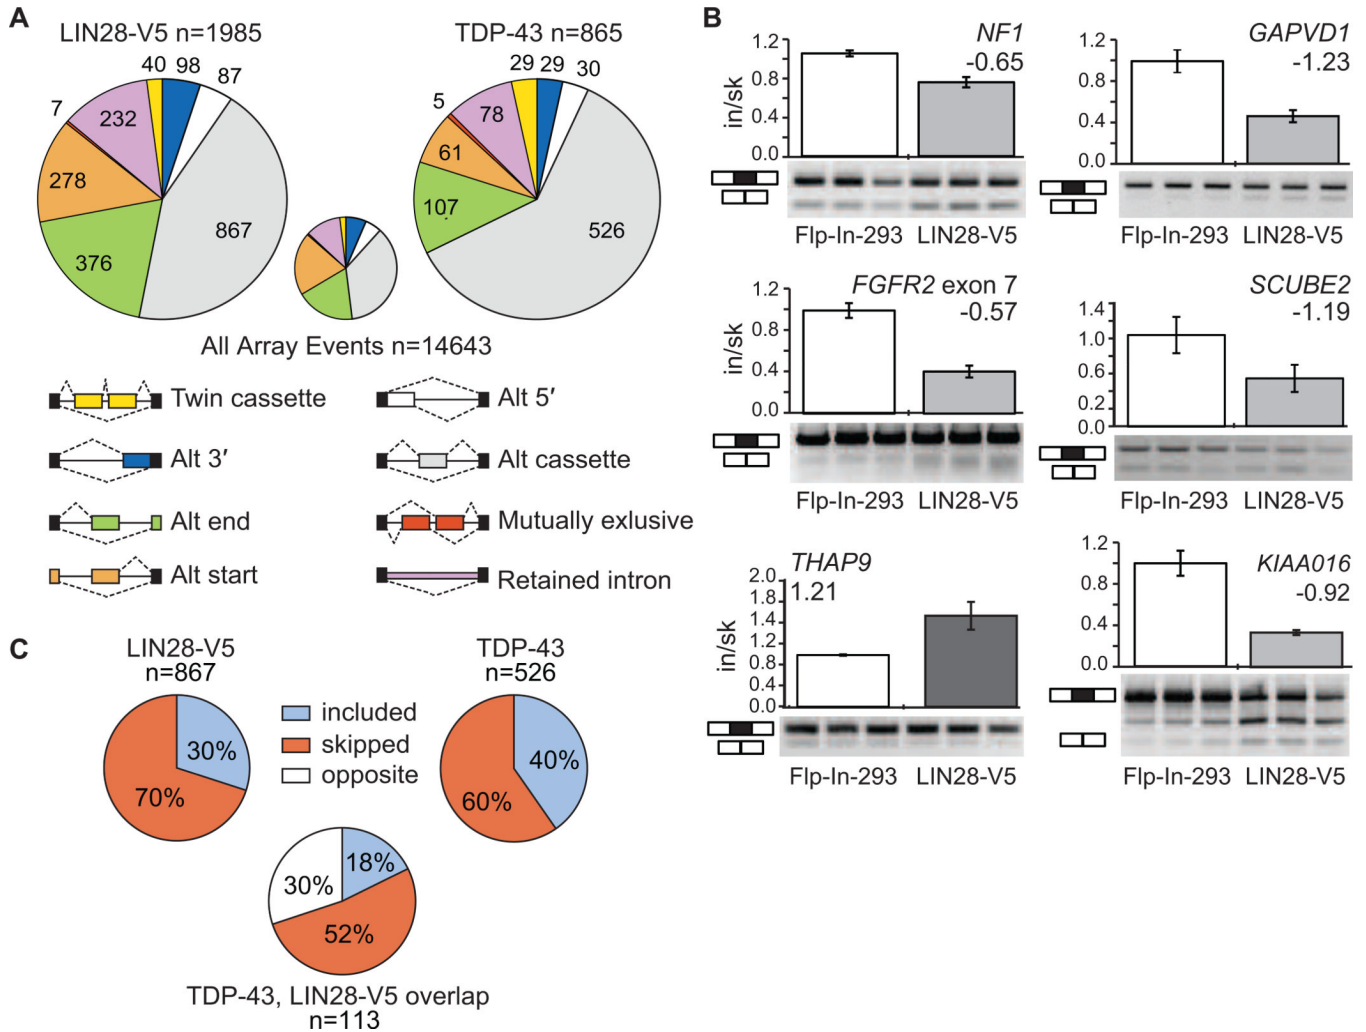 A
LIN28-V5 n=1985
40 98 87
7 232
278
376
867
TDP-43 n=865
29 29 30
5 78
61
107
526
All Array Events n=14643
Twin cassette
Alt 5′
Alt 3′
Alt cassette
Alt end
Mutually exlusive
Alt start
Retained intron
B
NF1
-0.65
in/sk
1.2
0.8
0.4
0.0
Flp-In-293 LIN28-V5
GAPVD1
-1.23
1.2
0.8
0.4
0.0
Flp-In-293 LIN28-V5
FGFR2 exon 7
-0.57
in/sk
1.2
0.8
0.4
0.0
Flp-In-293 LIN28-V5
SCUBE2
-1.19
1.4
1.0
0.6
0.2
0.0
Flp-In-293 LIN28-V5
THAP9
1.21
in/sk
2.0
1.8
1.4
1.2
0.8
0.4
0.0
Flp-In-293 LIN28-V5
KIAA016
-0.92
1.2
0.8
0.4
0.0
Flp-In-293 LIN28-V5
C
LIN28-V5
n=867
30%
70%
included
skipped
opposite
TDP-43
n=526
40%
60%
18%
30%
52%
TDP-43, LIN28-V5 overlap
n=113